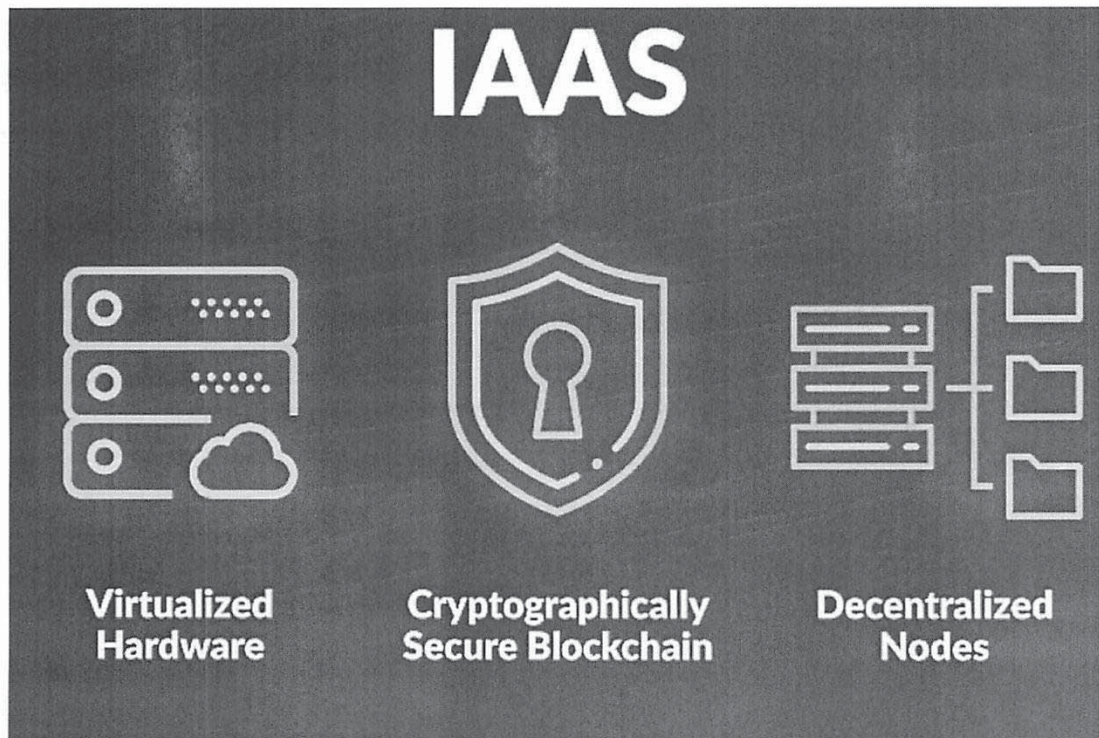 IAAS
Virtualized
Hardware
Cryptographically
Secure Blockchain
Decentralized
Nodes